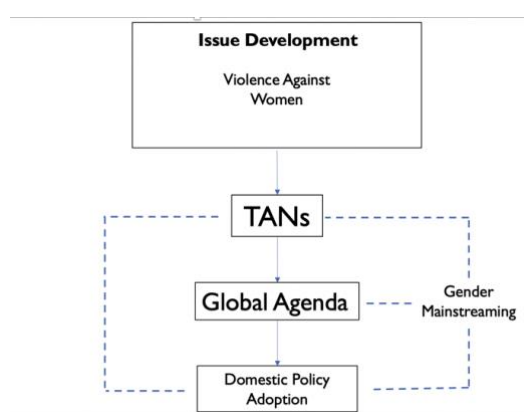 Issue Development
Violence Against
Women
TANs
Global Agenda
Gender
Mainstreaming
Domestic Policy
Adoption